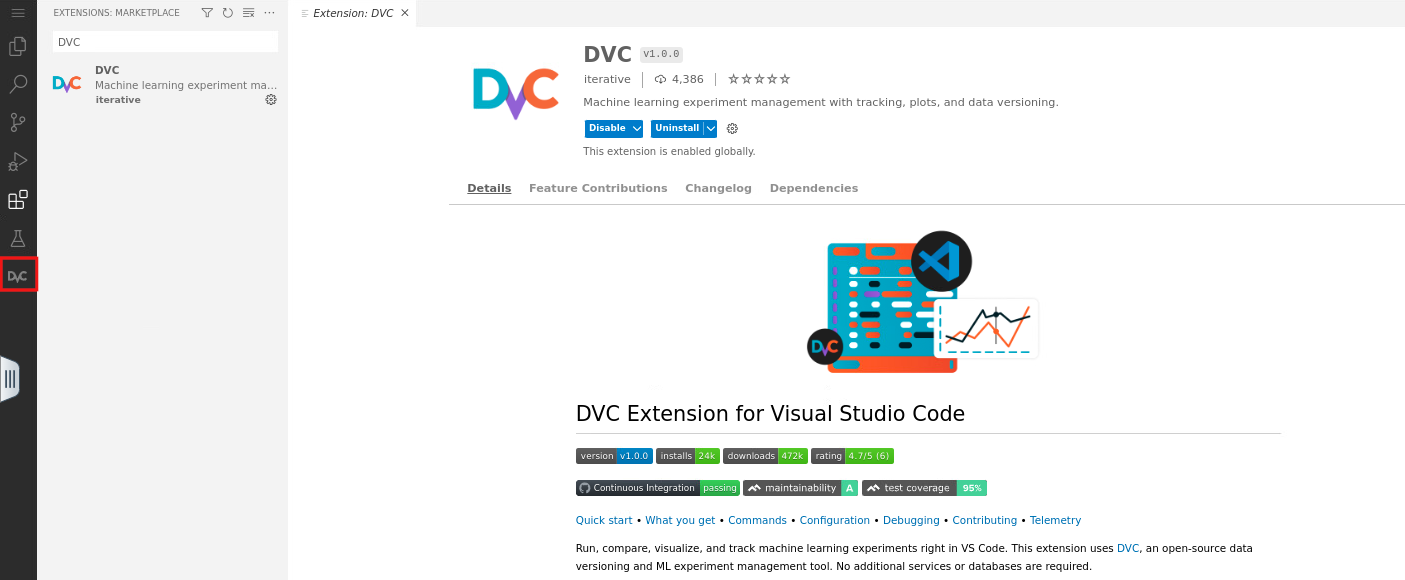 EXTENSIONS: MARKETPLACE
Extension: DVC
DVC
DVC
Machine learning experiment ma...
iterative
DVC
DVC
DVC v1.0.0
iterative 4,386
Machine learning experiment management with tracking, plots, and data versioning.
Disable Uninstall
This extension is enabled globally.
Details Feature Contributions Changelog Dependencies
DVC
DVC Extension for Visual Studio Code
version v1.0.0 installs 24k downloads 472k rating 4.7/5 (6)
Continuous Integration passing maintainability A test coverage 95%
Quick start • What you get • Commands • Configuration • Debugging • Contributing • Telemetry
Run, compare, visualize, and track machine learning experiments right in VS Code. This extension uses DVC, an open-source data
versioning and ML experiment management tool. No additional services or databases are required.
DVC